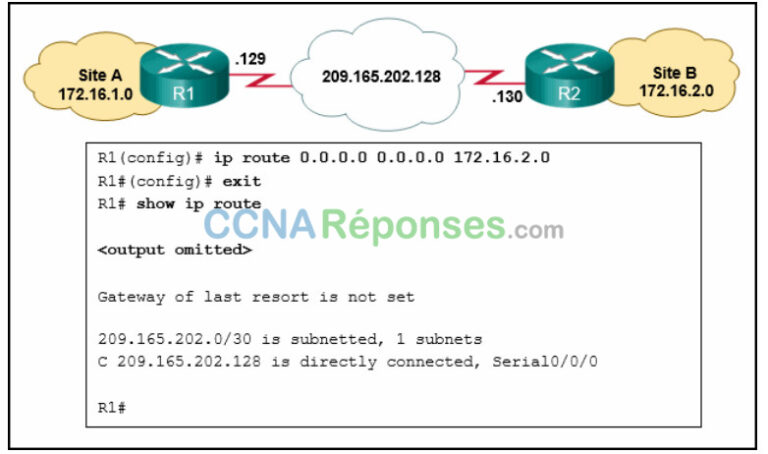 .129
Site A
172.16.1.0
R1
209.165.202.128
.130
R2
Site B
172.16.2.0
R1(config)# ip route 0.0.0.0 0.0.0.0 172.16.2.0
R1#(config)# exit
R1# show ip route
CCNARéponses.com
<output omitted>
Gateway of last resort is not set
209.165.202.0/30 is subnetted, 1 subnets
C 209.165.202.128 is directly connected, Serial0/0/0
R1#